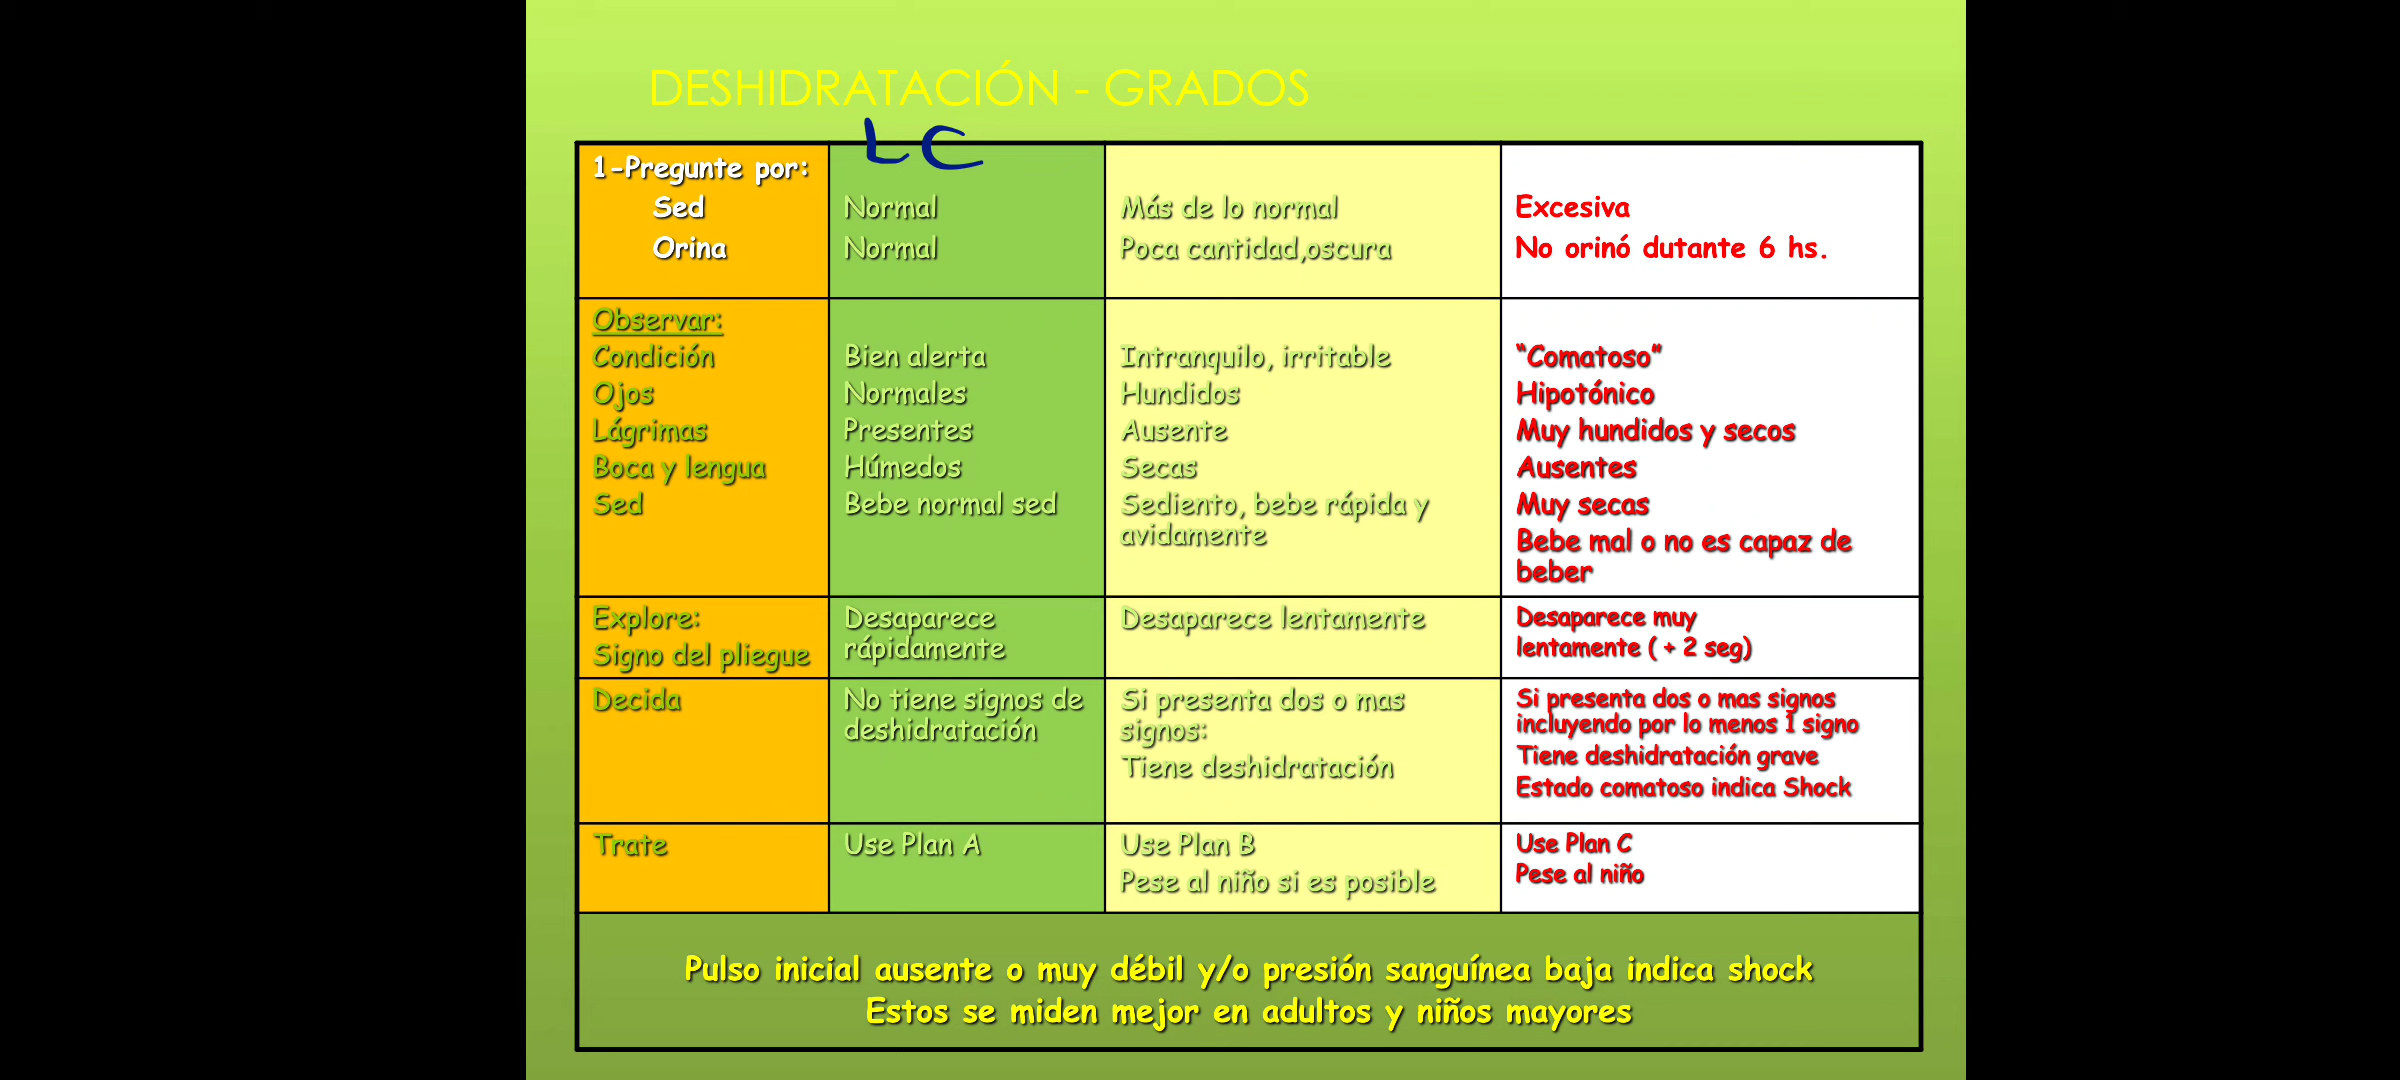 DESHIDRATACIÓN - GRADOS
LC
1-Pregunte por:
Sed
Orina
Normal
Normal
Más de lo normal
Poca cantidad,oscura
Excesiva
No orinó dutante 6 hs.
Observar:
Condición
Ojos
Lágrimas
Boca y lengua
Sed
Bien alerta
Normales
Presentes
Húmedos
Bebe normal sed
Intranquilo, irritable
Hundidos
Ausente
Secas
Sediento, bebe rápida y
avidamente
“Comatoso”
Hipotónico
Muy hundidos y secos
Ausentes
Muy secas
Bebe mal o no es capaz de
beber
Explore:
Signo del pliegue
Desaparece
rápidamente
Desaparece lentamente
Desaparece muy
lentamente ( + 2 seg)
Decida
No tiene signos de
deshidratación
Si presenta dos o mas
signos:
Tiene deshidratación
Si presenta dos o mas signos
incluyendo por lo menos 1 signo
Tiene deshidratación grave
Estado comatoso indica Shock
Trate
Use Plan A
Use Plan B
Pese al niño si es posible
Use Plan C
Pese al niño
Pulso inicial ausente o muy débil y/o presión sanguínea baja indica shock
Estos se miden mejor en adultos y niños mayores